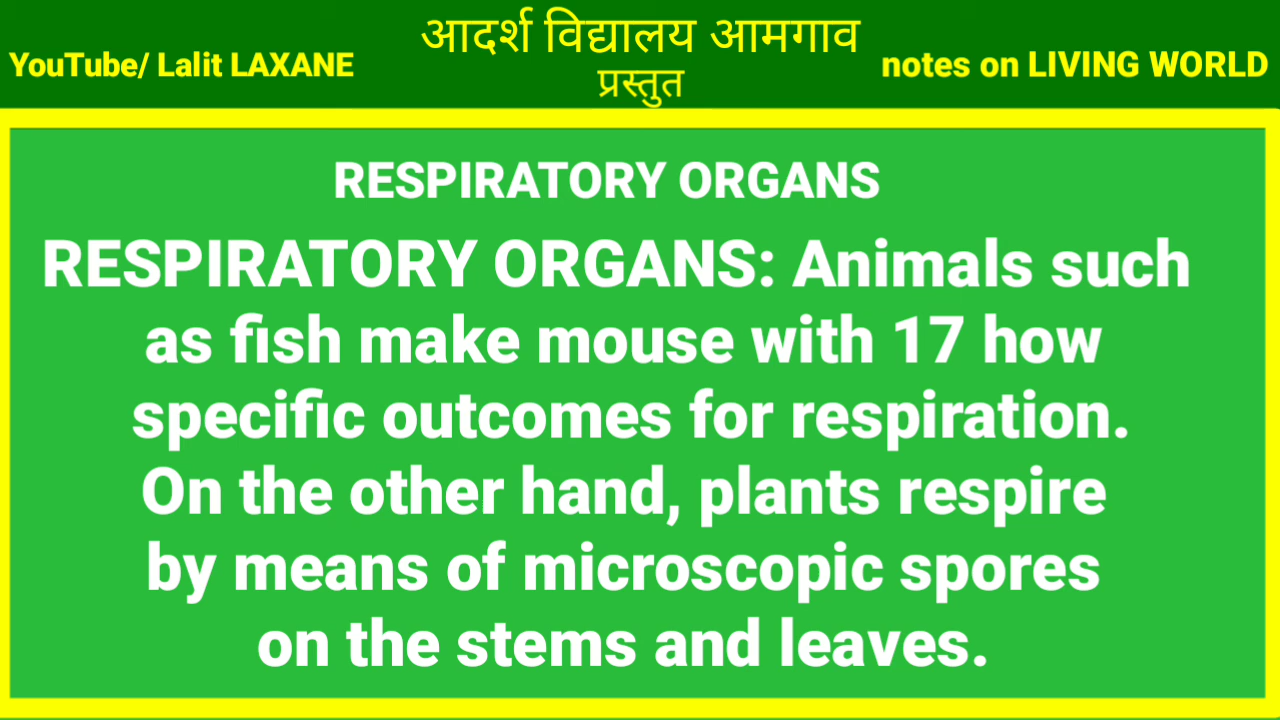 आदर्श विद्यालय आमगाव
YouTube/ Lalit LAXANE
प्रस्तुत
notes on LIVING WORLD
RESPIRATORY ORGANS
RESPIRATORY ORGANS: Animals such
as fish make mouse with 17 how
specific outcomes for respiration.
On the other hand, plants respire
by means of microscopic spores
on the stems and leaves.